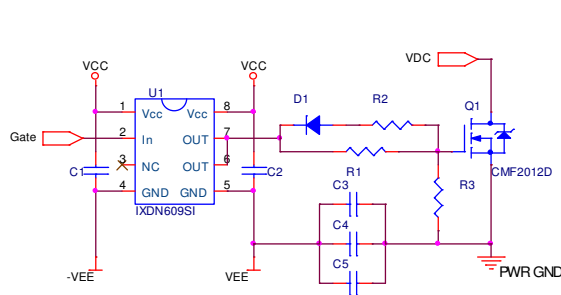 VDC
VCC
VCC
U1
D1
R2
Q1
1 Vcc Vcc 8
Gate
2 In OUT 7
3 NC OUT 6
4 GND GND 5
C1
C2
R1
C3
R3
CMF2012D
IXDN609SI
C4
C5
-VEE
VEE
PWR GND